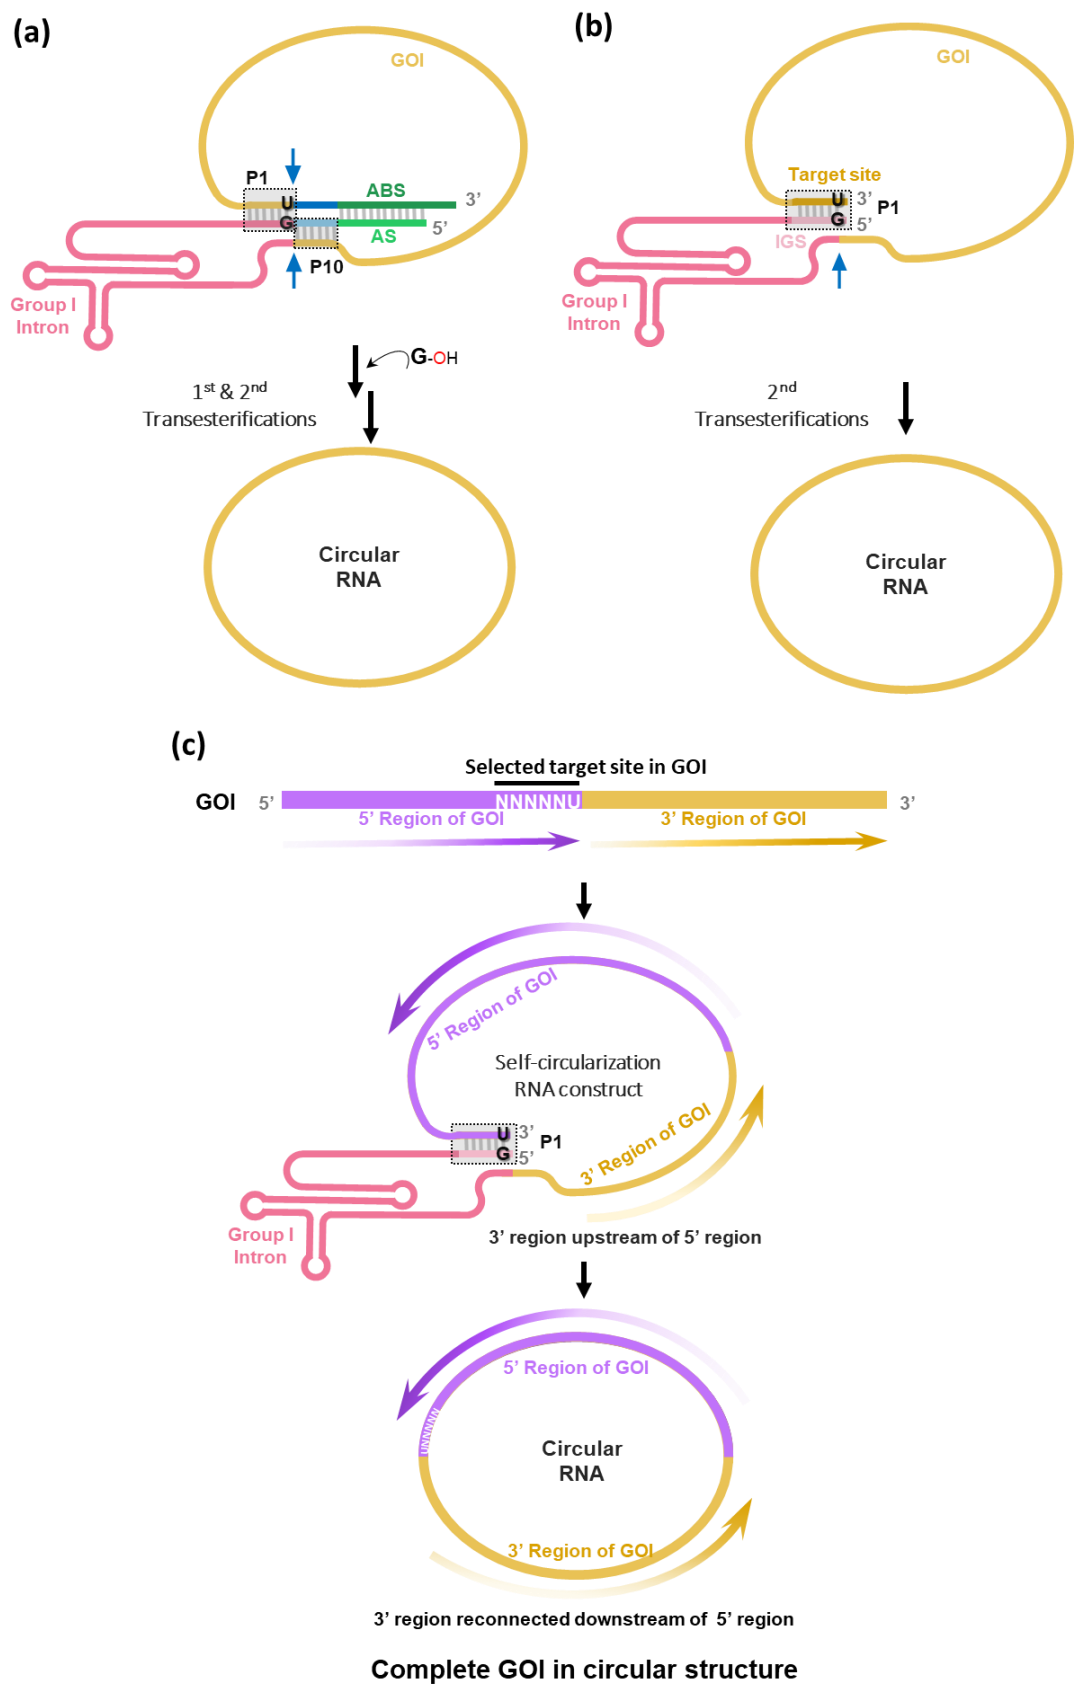 (a)
GOI
P1
U
ABS
3’
G
AS
5’
P10
Group I
Intron
G-OH
1st & 2nd
Transesterifications
Circular
RNA
(b)
GOI
Target site
U
3’
P1
G
5’
IGS
Group I
Intron
2nd
Transesterifications
Circular
RNA
(c)
Selected target site in GOI
GOI
5’
NNNNNU
3’
5’ Region of GOI
3’ Region of GOI
5’ Region of GOI
Self-circularization
RNA construct
3’ Region of GOI
U
3’
P1
G
5’
Group I
Intron
3’ region upstream of 5’ region
5’ Region of GOI
UNNNNN
Circular
RNA
3’ Region of GOI
3’ region reconnected downstream of 5’ region
Complete GOI in circular structure